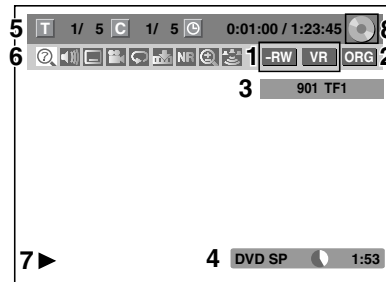 5 T 1/ 5 C 1/ 5 0:01:00 / 1:23:45 8
6 NR 1 -RW VR ORG 2
3 901 TF1
7 4 DVD SP 1:53